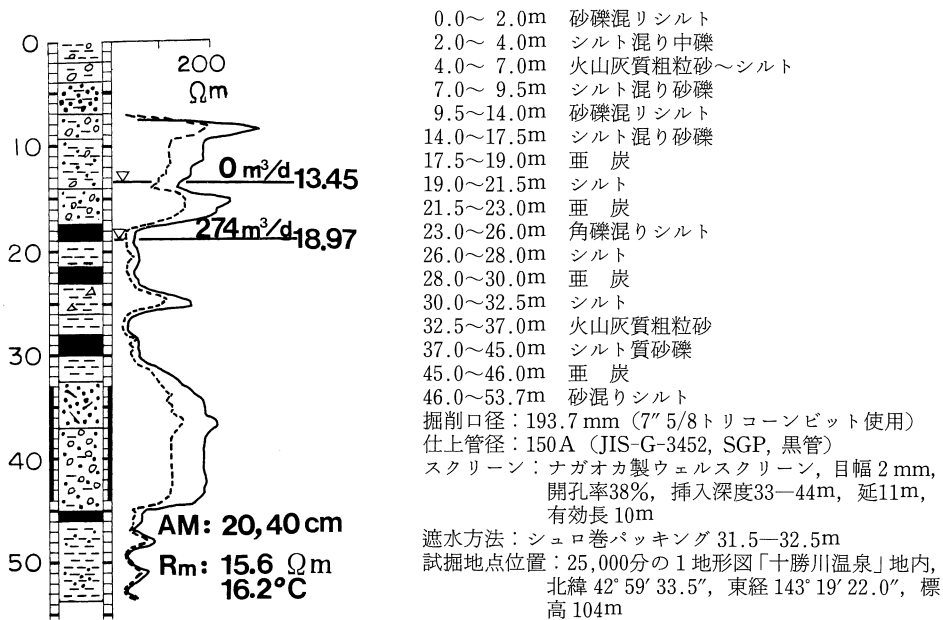 0
200
Ωm
10
0 m³/d 13.45
274 m³/d 18.97
20
30
40
AM: 20, 40 cm
50
Rm: 15.6 Ωm
16.2°C
0.0～ 2.0m 砂礫混りシルト
2.0～ 4.0m シルト混り中礫
4.0～ 7.0m 火山灰質粗粒砂～シルト
7.0～ 9.5m シルト混り砂礫
9.5～14.0m 砂礫混りシルト
14.0～17.5m シルト混り砂礫
17.5～19.0m 亜 炭
19.0～21.5m シルト
21.5～23.0m 亜 炭
23.0～26.0m 角礫混りシルト
26.0～28.0m シルト
28.0～30.0m 亜 炭
30.0～32.5m シルト
32.5～37.0m 火山灰質粗粒砂
37.0～45.0m シルト質砂礫
45.0～46.0m 亜 炭
46.0～53.7m 砂混りシルト
掘削口径：193.7 mm（7″ 5/8トリコーンビット使用）
仕上管径：150A（JIS-G-3452, SGP, 黒管）
スクリーン：ナガオカ製ウェルスクリーン, 目幅 2 mm,
開孔率38%, 挿入深度33―44m, 延11m,
有効長 10m
遮水方法：シュロ巻パッキング 31.5―32.5m
試掘地点位置：25,000分の 1 地形図「十勝川温泉」地内,
北緯 42° 59′ 33.5″, 東経 143° 19′ 22.0″, 標
高 104m